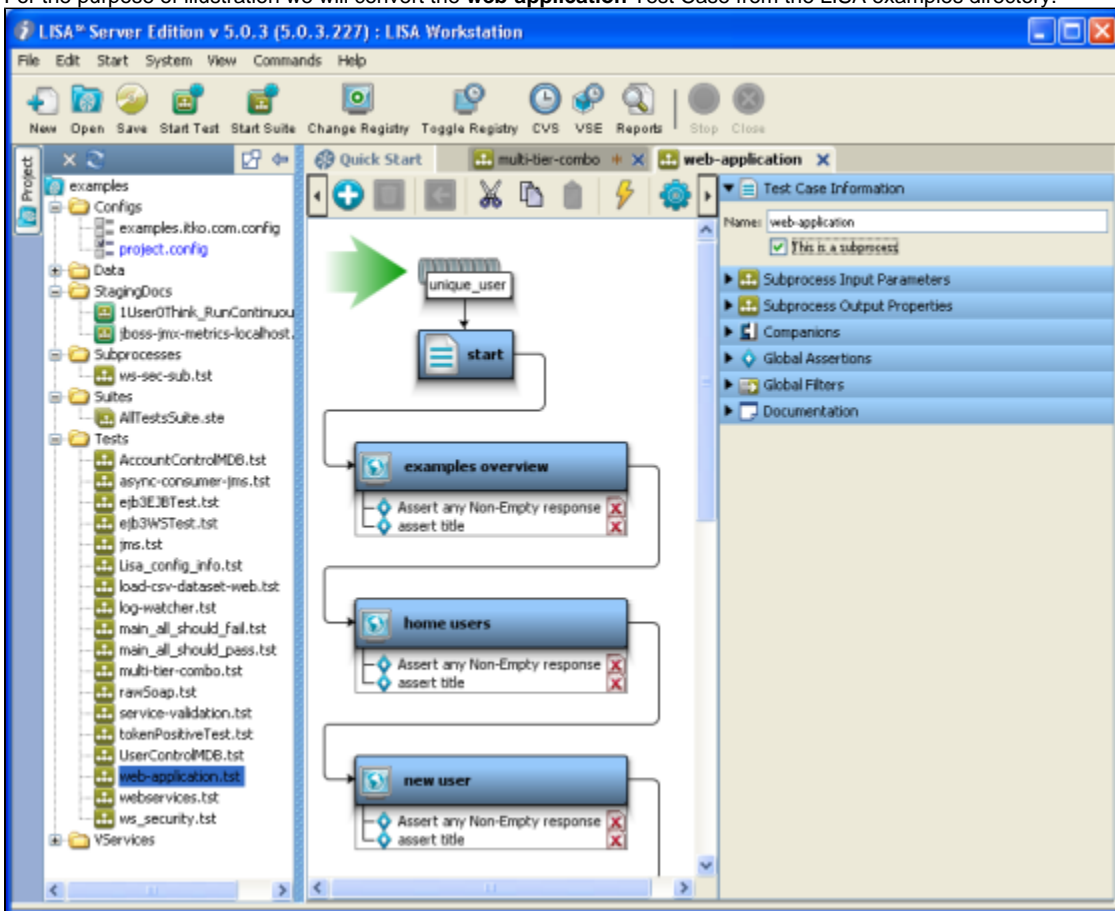 For the purpose of illustration we will convert the web-application Test Case from the LISA examples directory.
LISA™ Server Edition v 5.0.3 (5.0.3.227) : LISA Workstation
File Edit Start System View Commands Help
New Open Save Start Test Start Suite Change Registry Toggle Registry CVS VSE Reports Stop Close
Project
Quick Start multi-tier-combo web-application
examples
Configs
examples.itko.com.config
project.config
Data
StagingDocs
1User0Think_RunContinuou
jboss-jmx-metrics-localhost.
Subprocesses
ws-sec-sub.tst
Suites
AllTestsSuite.ste
Tests
AccountControlMDB.tst
async-consumer-jms.tst
ejb3EJBTest.tst
ejb3WSTest.tst
jms.tst
Lisa_config_info.tst
load-csv-dataset-web.tst
log-watcher.tst
main_all_should_fail.tst
main_all_should_pass.tst
multi-tier-combo.tst
rawSoap.tst
service-validation.tst
tokenPositiveTest.tst
UserControlMDB.tst
web-application.tst
webservices.tst
ws_security.tst
VServices
unique_user
start
examples overview
Assert any Non-Empty response
assert title
home users
Assert any Non-Empty response
assert title
new user
Assert any Non-Empty response
assert title
Test Case Information
Name: web-application
This is a subprocess
Subprocess Input Parameters
Subprocess Output Properties
Companions
Global Assertions
Global Filters
Documentation